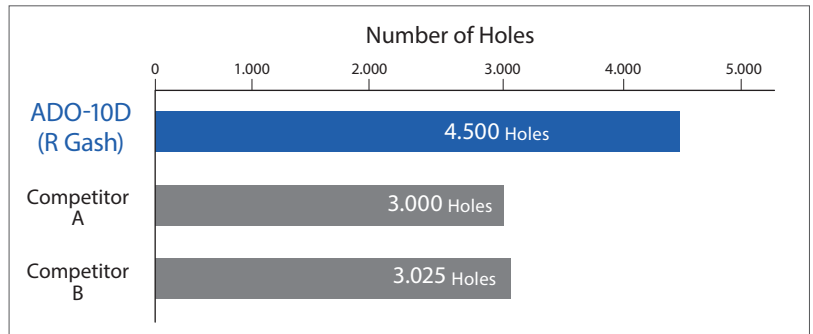 Number of Holes
0 1.000 2.000 3.000 4.000 5.000
ADO-10D
(R Gash)
4.500 Holes
Competitor
A
3.000 Holes
Competitor
B
3.025 Holes